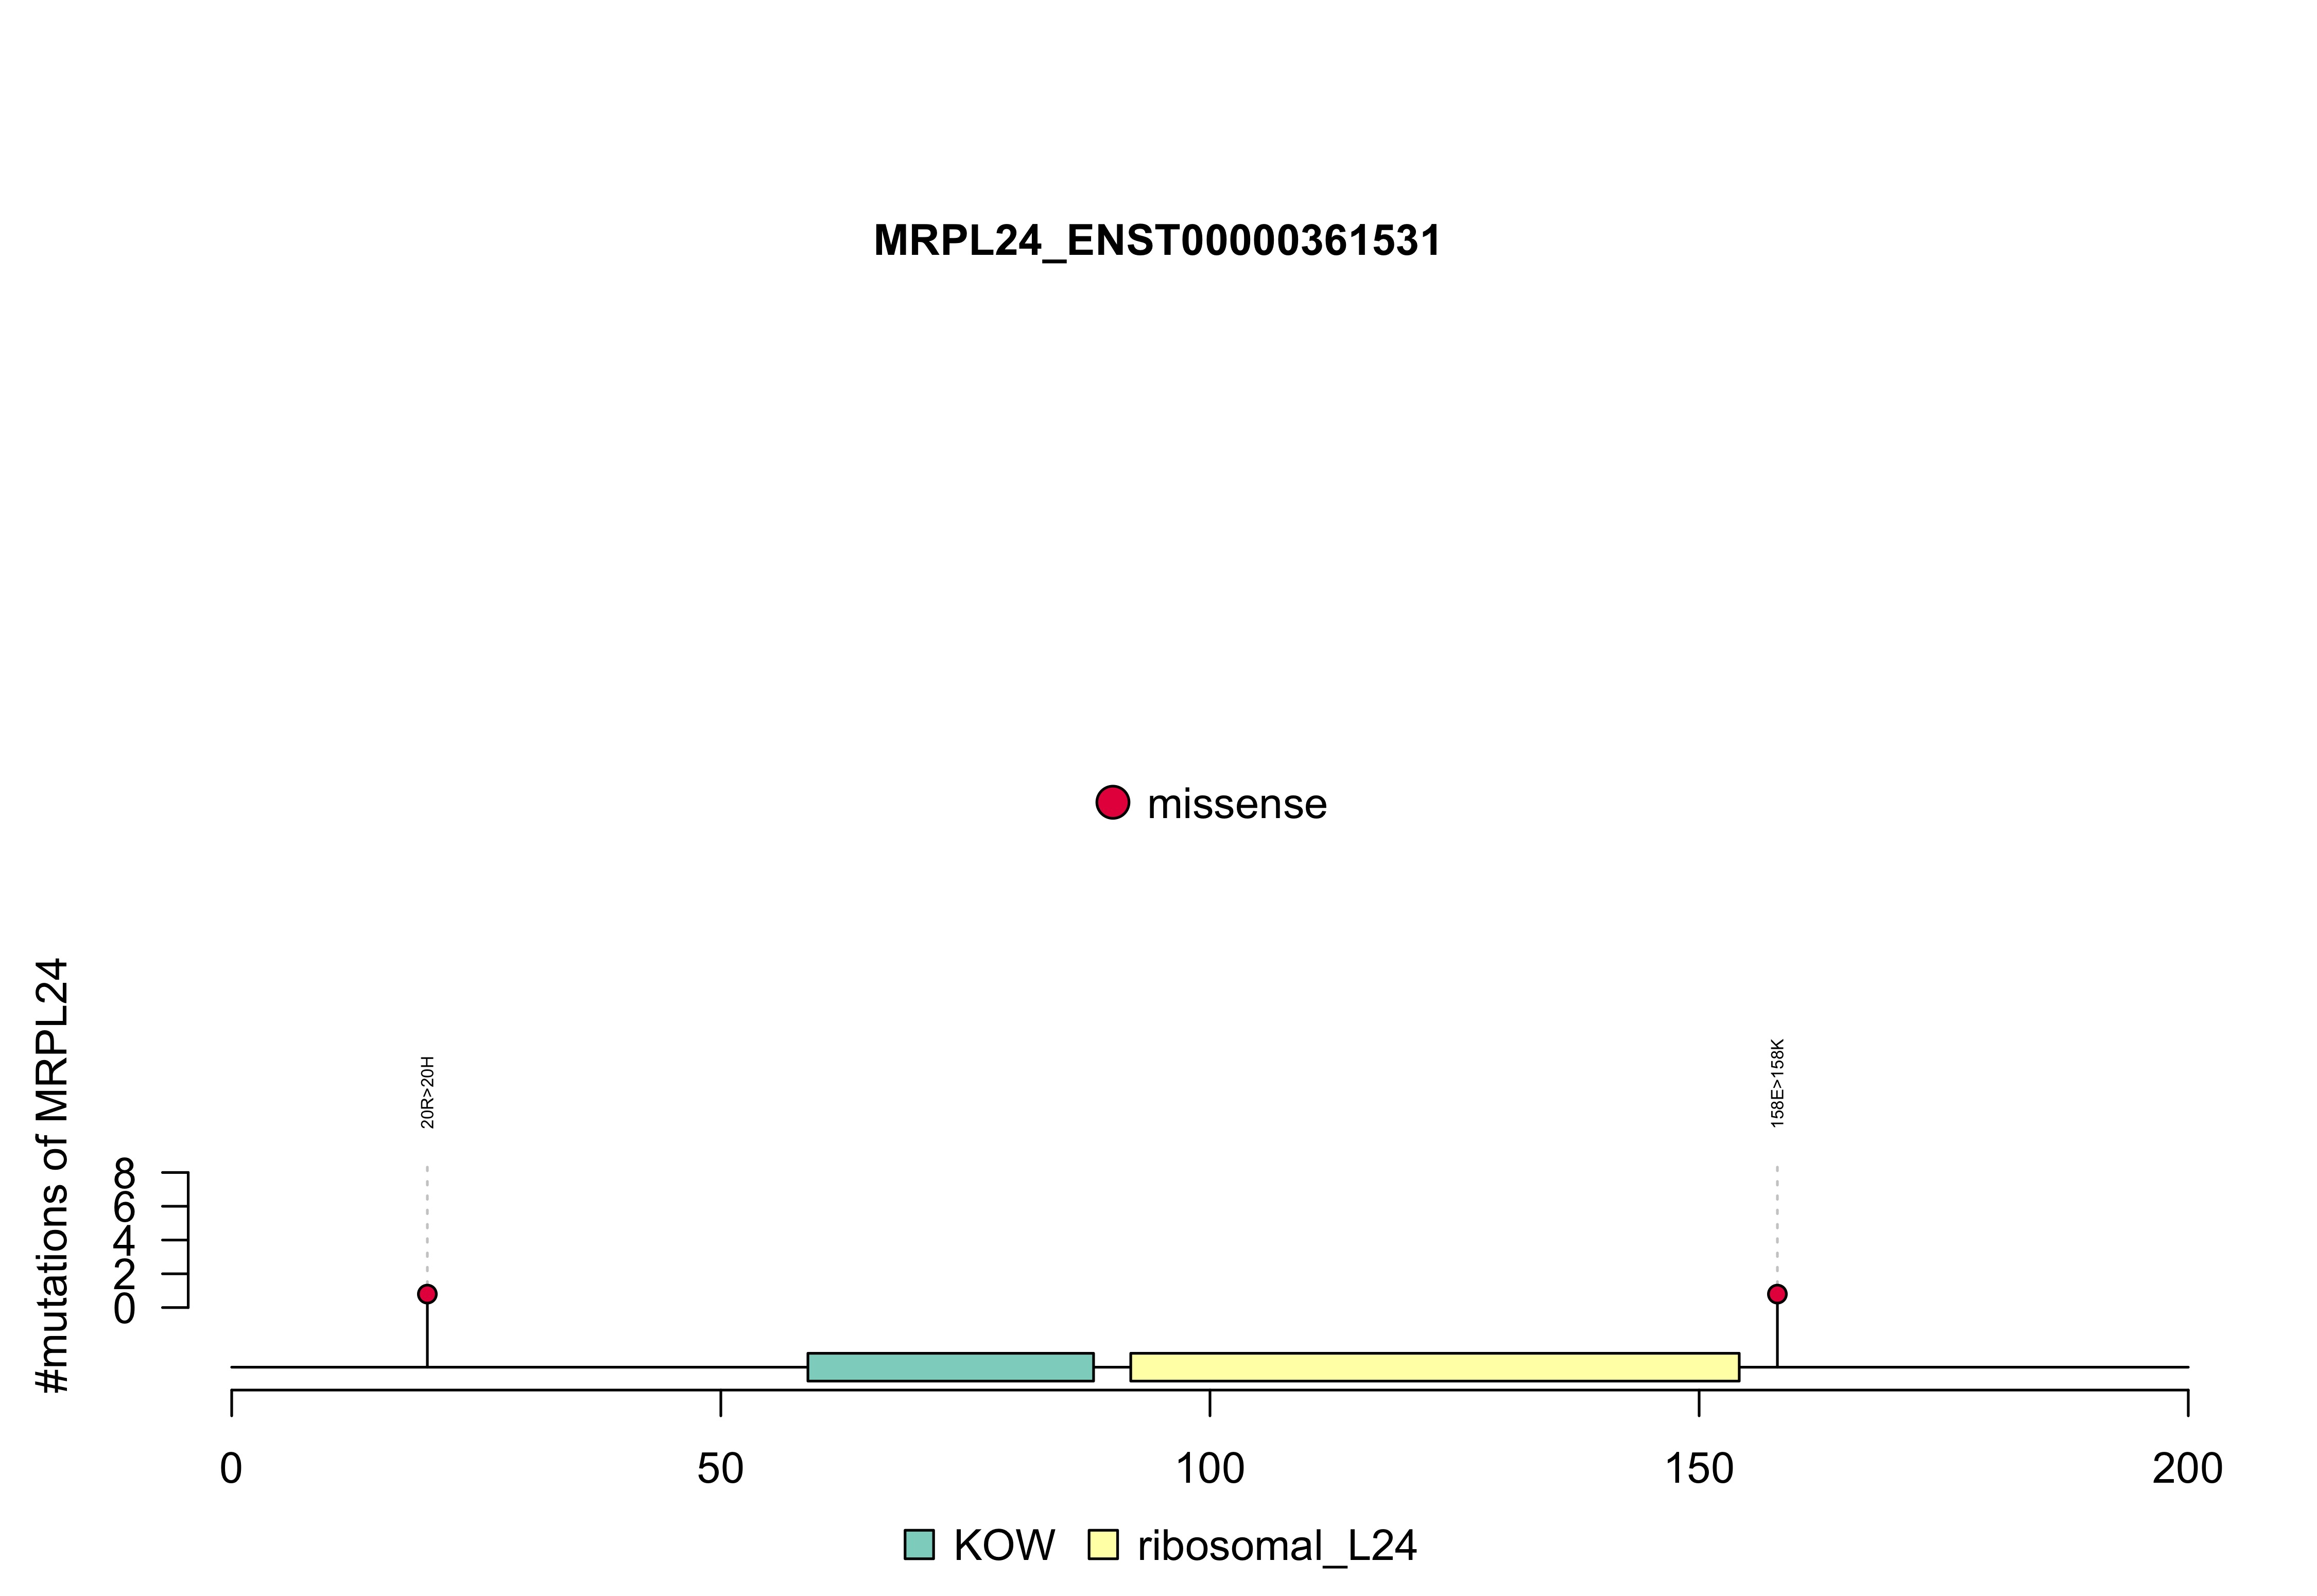 MRPL24_ENST00000361531
missense
#mutations of MRPL24
20R>20H
158E>158K
8
6
4
2
0
0 50 100 150 200
KOW ribosomal_L24